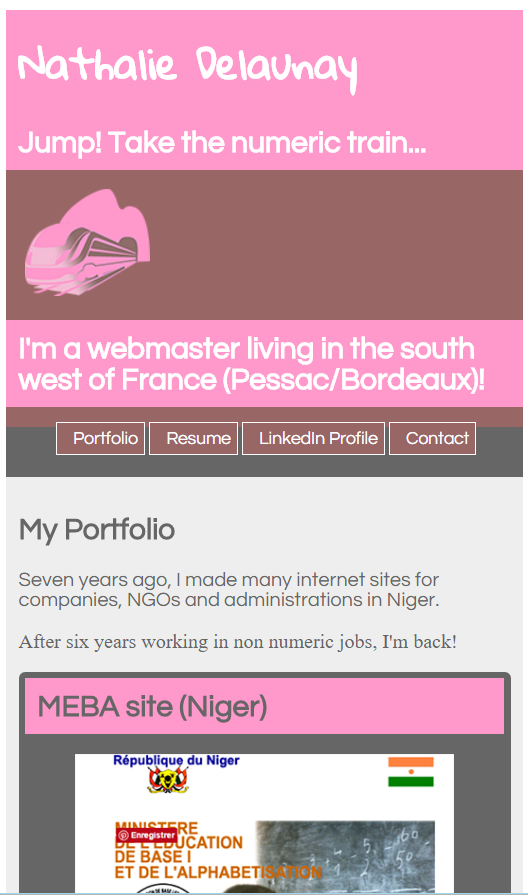 Nathalie Delaunay
Jump! Take the numeric train...
I'm a webmaster living in the south
west of France (Pessac/Bordeaux)!
Portfolio
Resume
LinkedIn Profile
Contact
My Portfolio
Seven years ago, I made many internet sites for
companies, NGOs and administrations in Niger.
After six years working in non numeric jobs, I'm back!
MEBA site (Niger)
République du Niger
MINISTERE
Enregistrer
DE L'EDUCATION
DE BASE I
ET DE L'ALPHABETISATION